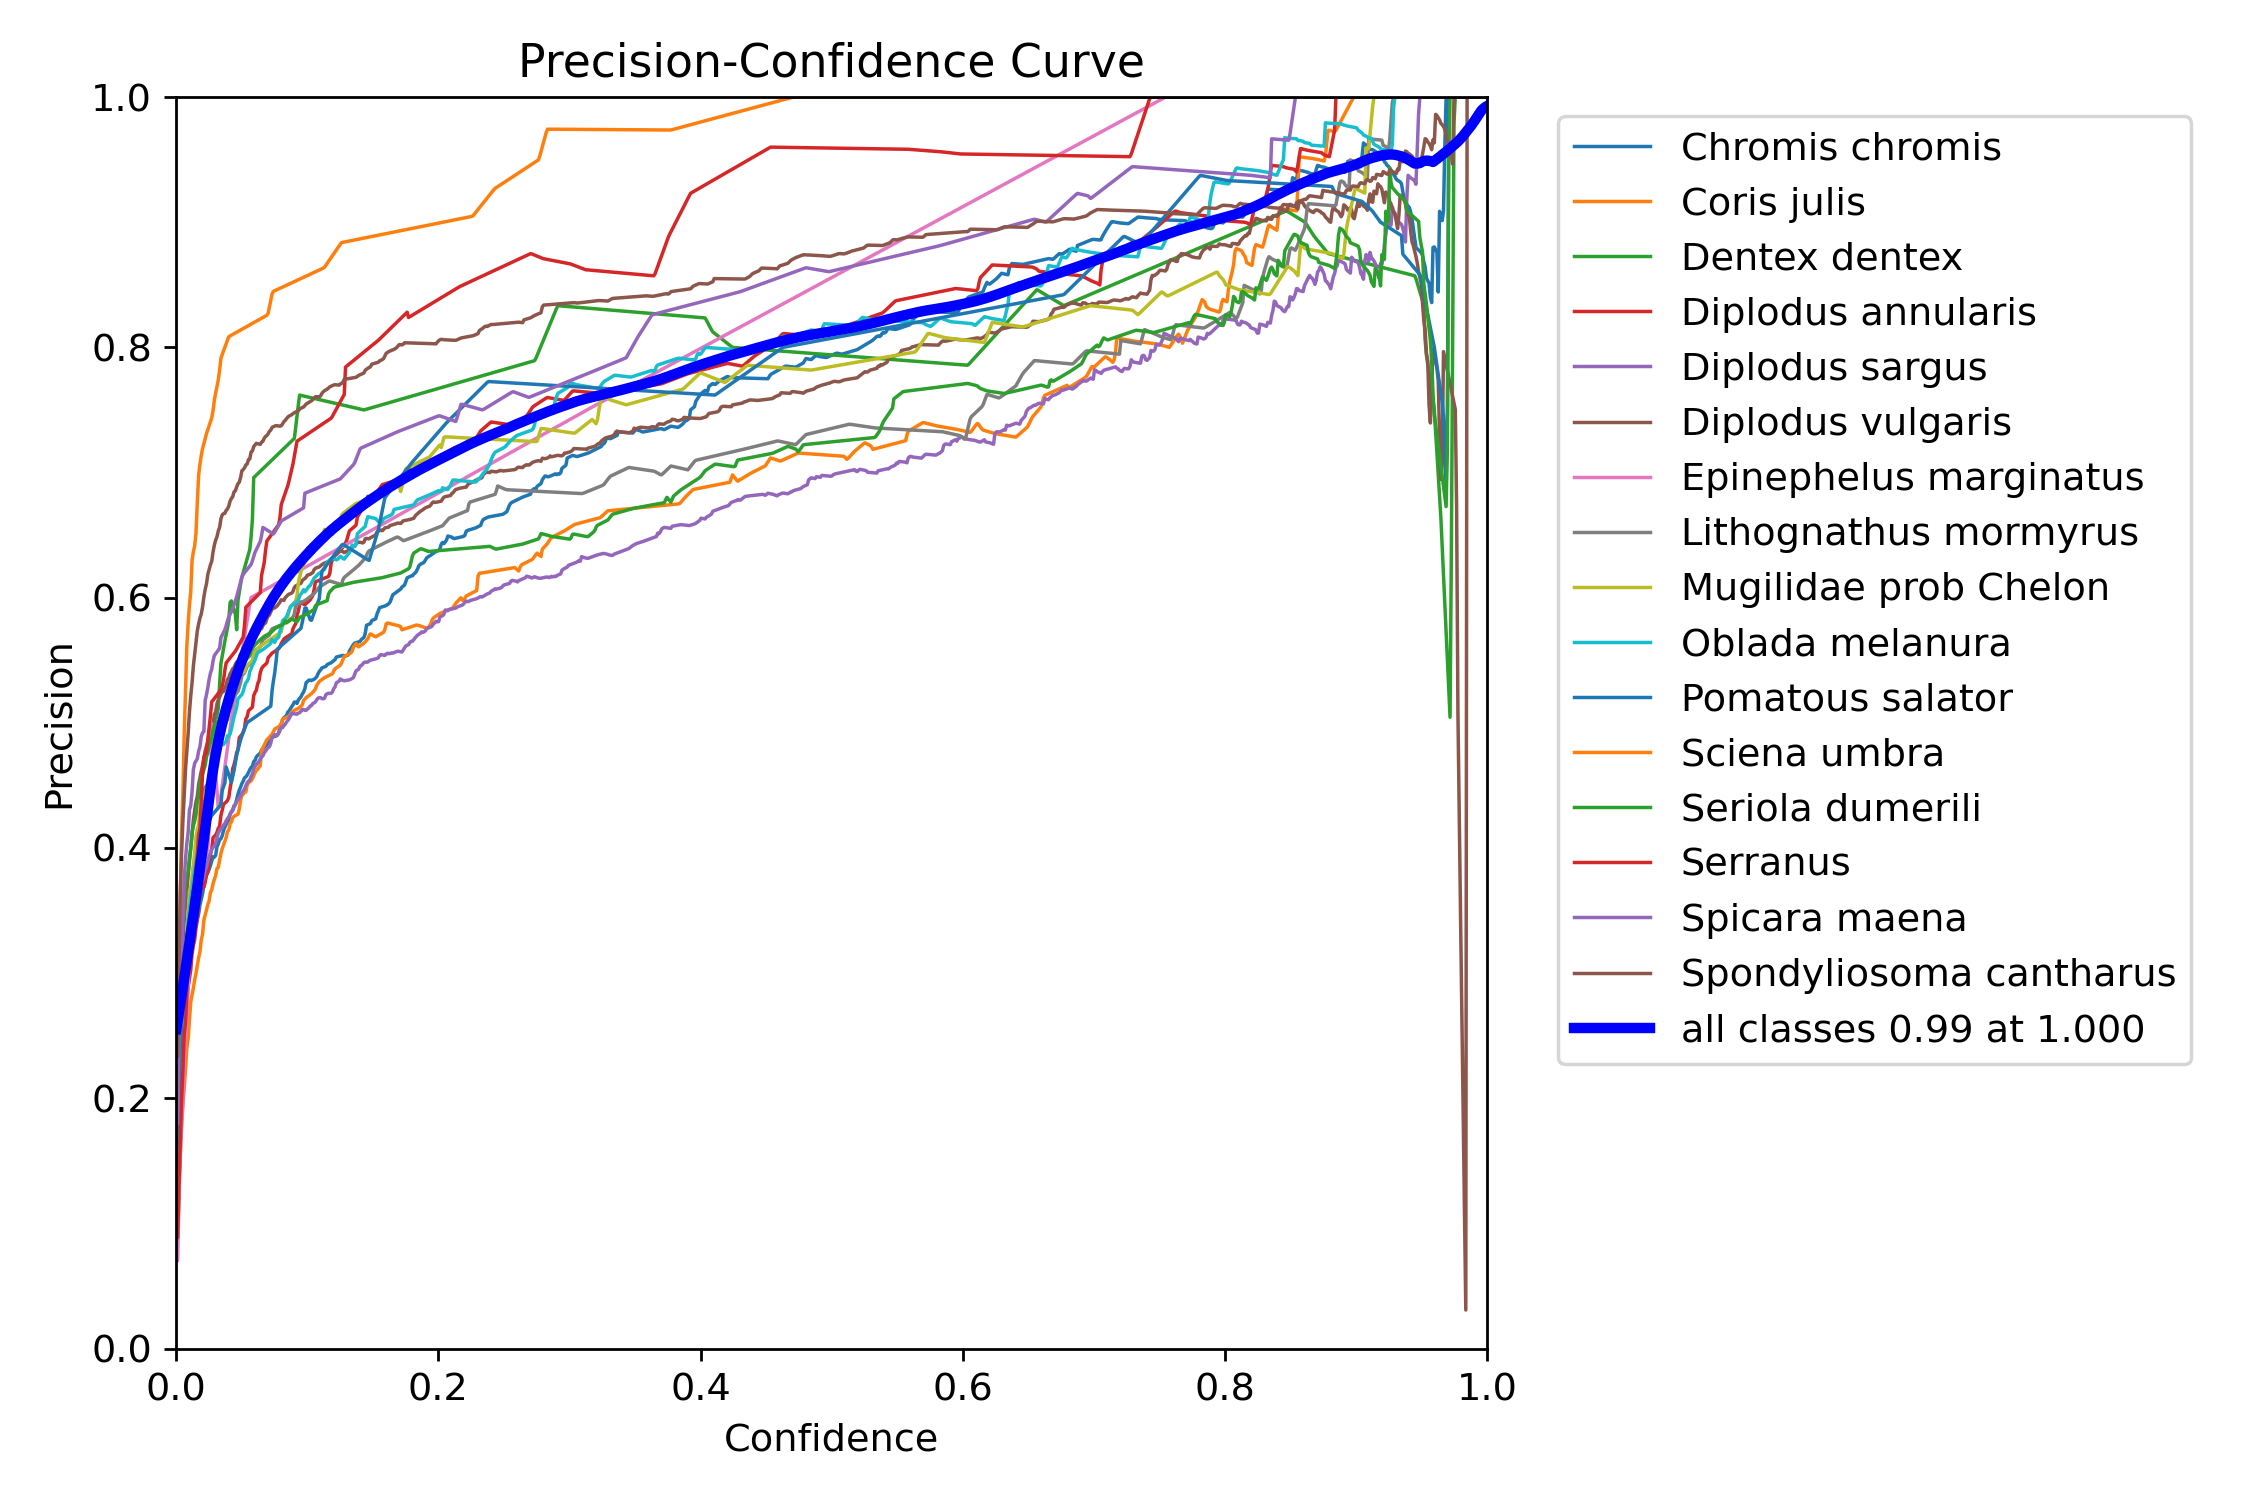 Precision-Confidence Curve
1.0
0.8
0.6
0.4
0.2
0.0
Precision
0.0 0.2 0.4 0.6 0.8 1.0
Confidence
Chromis chromis
Coris julis
Dentex dentex
Diplodus annularis
Diplodus sargus
Diplodus vulgaris
Epinephelus marginatus
Lithognathus mormyrus
Mugilidae prob Chelon
Oblada melanura
Pomatous salator
Sciena umbra
Seriola dumerili
Serranus
Spicara maena
Spondyliosoma cantharus
all classes 0.99 at 1.000